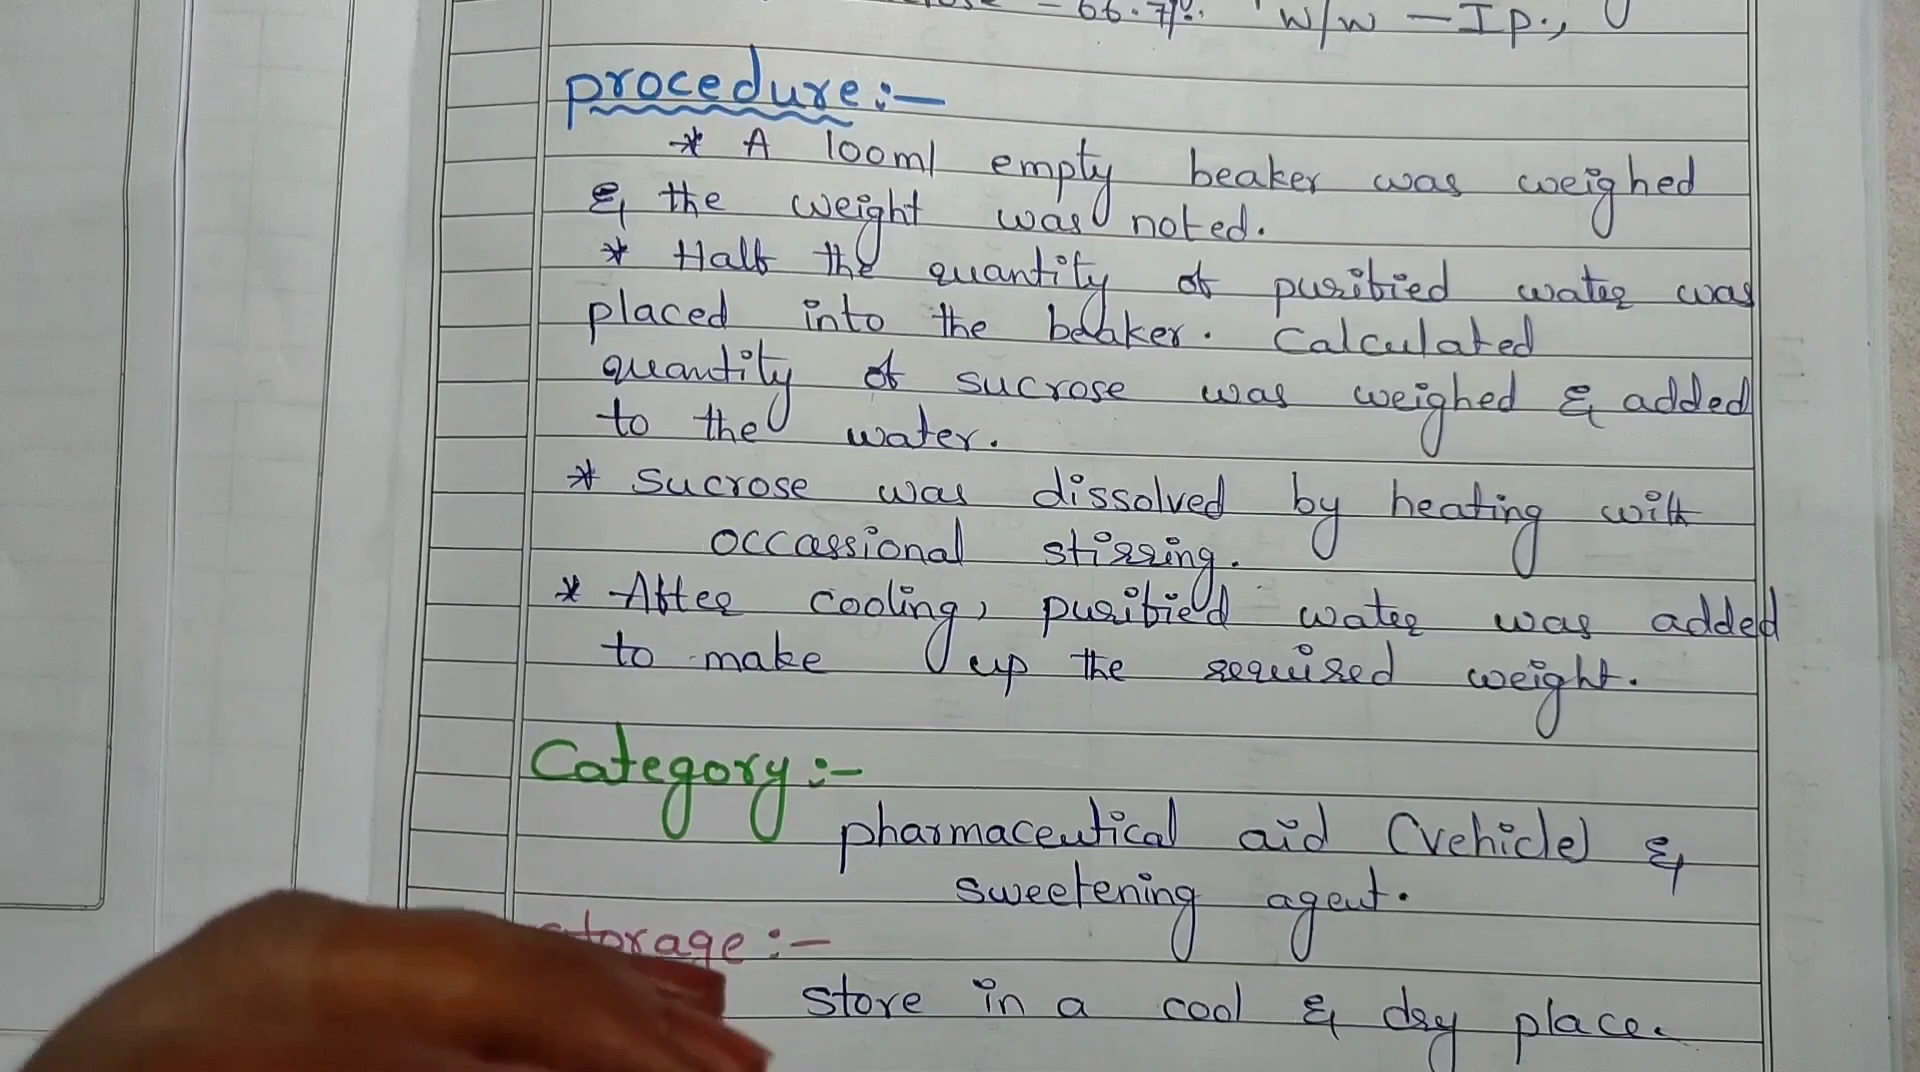 - 66.7%. W/W - Ip.,
procedure:-
* A 100ml empty beaker was weighed
& the weight was noted.
* Half the quantity of purified water was
placed into the beaker. Calculated
quantity of sucrose was weighed & added
to the water.
* Sucrose was dissolved by heating with
occassional stirring.
* After cooling, purified water was added
to make up the required weight.
Category:-
pharmaceutical aid (vehicle) &
sweetening agent.
storage:-
store in a cool & dry place.